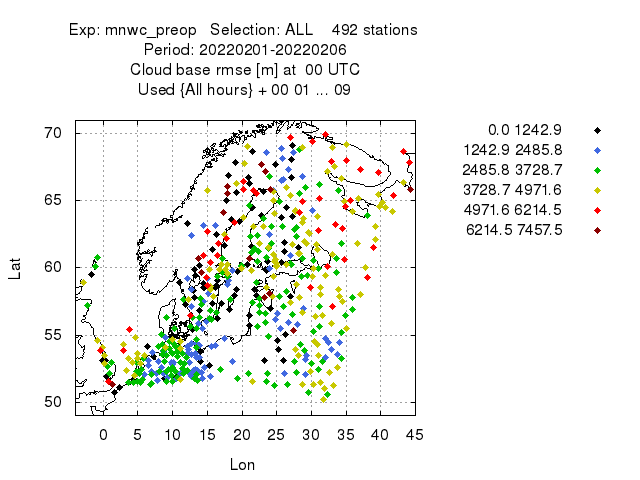 Exp: mnwc_preop   Selection: ALL    492 stations
Period: 20220201-20220206
Cloud base rmse [m] at  00 UTC
Used {All hours} + 00 01 ... 09
0.0 1242.9
1242.9 2485.8
2485.8 3728.7
3728.7 4971.6
4971.6 6214.5
6214.5 7457.5
70
65
60
55
50
Lat
0 5 10 15 20 25 30 35 40 45
Lon